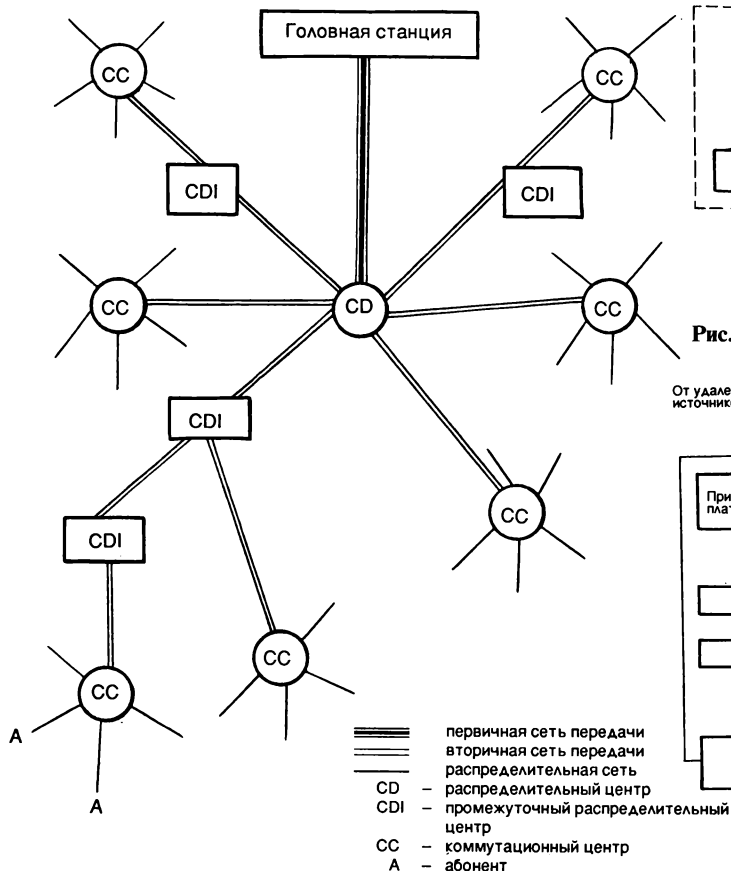 Головная станция
CC
CC
CDI
CDI
CD
CC
CC
Рис.
CDI
От удале
источнико
CC
При
плат
CDI
CC
CC
A
A
первичная сеть передачи
вторичная сеть передачи
распределительная сеть
CD – распределительный центр
CDI – промежуточный распределительный
центр
CC – коммутационный центр
A – абонент